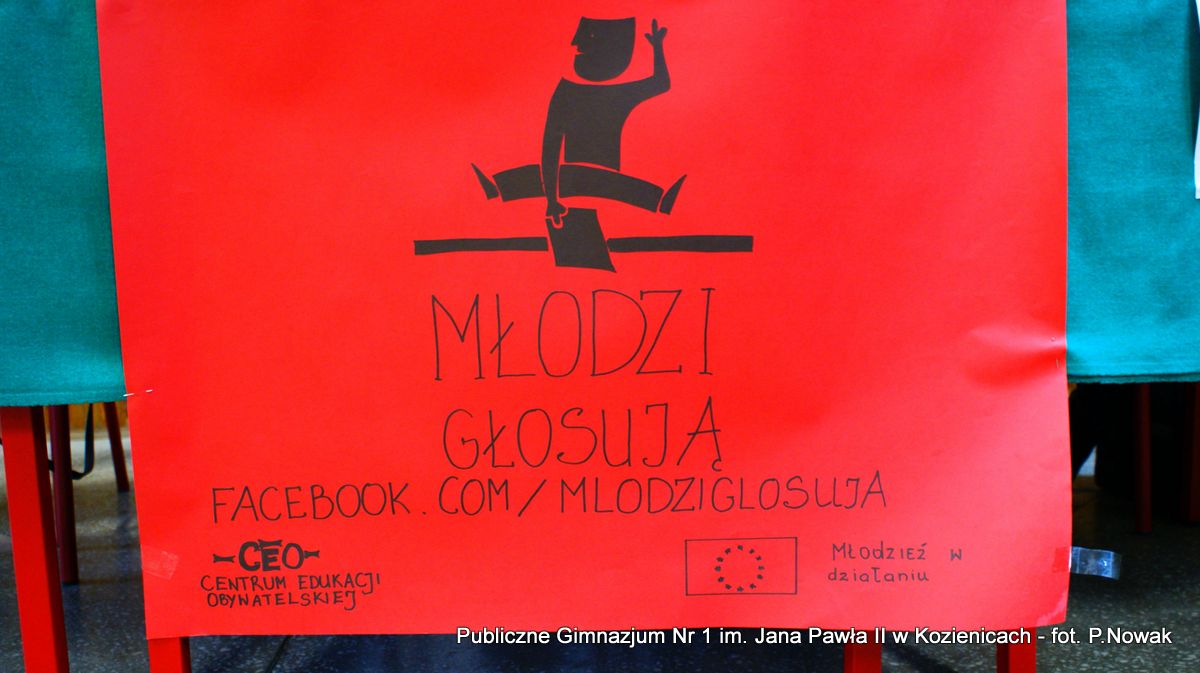 MŁODZI
GŁOSUJĄ
FACEBOOK.COM/MLODZIGLOSUJA
CEO
CENTRUM EDUKACJI
OBYWATELSKIEJ
MŁODZIEŻ W
działaniu
Publiczne Gimnazjum Nr 1 im. Jana Pawła II w Kozienicach - fot. P.Nowak